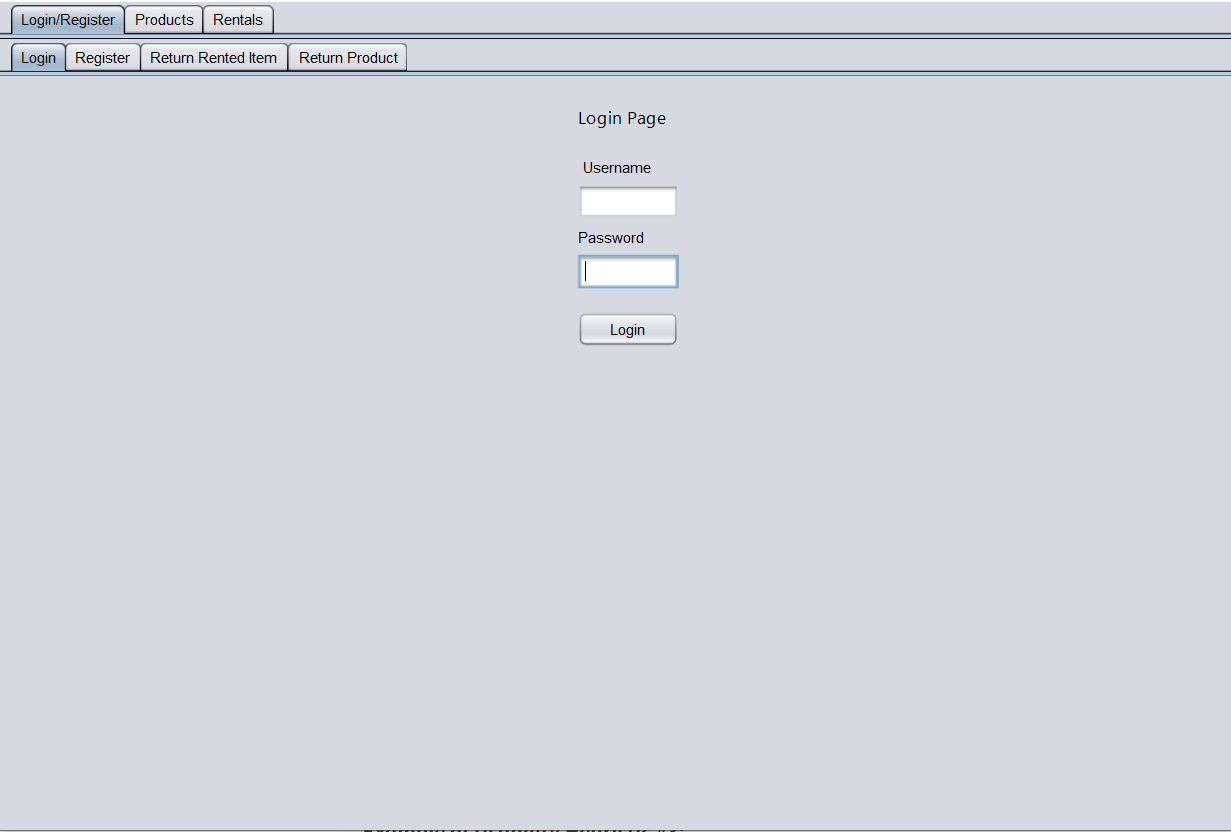 Login/Register Products Rentals
Login Register Return Rented Item Return Product
Login Page
Username
Password
Login